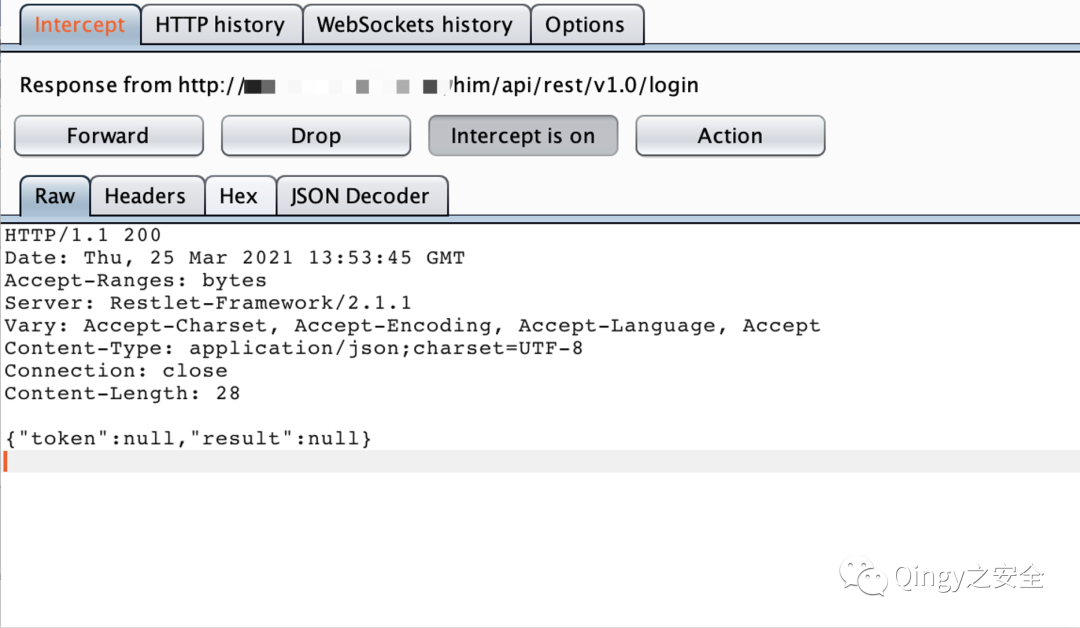 Intercept HTTP history WebSockets history Options
Response from http:// him/api/rest/v1.0/login
Forward Drop Intercept is on Action
Raw Headers Hex JSON Decoder
HTTP/1.1 200
Date: Thu, 25 Mar 2021 13:53:45 GMT
Accept-Ranges: bytes
Server: Restlet-Framework/2.1.1
Vary: Accept-Charset, Accept-Encoding, Accept-Language, Accept
Content-Type: application/json;charset=UTF-8
Connection: close
Content-Length: 28
{"token":null,"result":null}
Qingy之安全